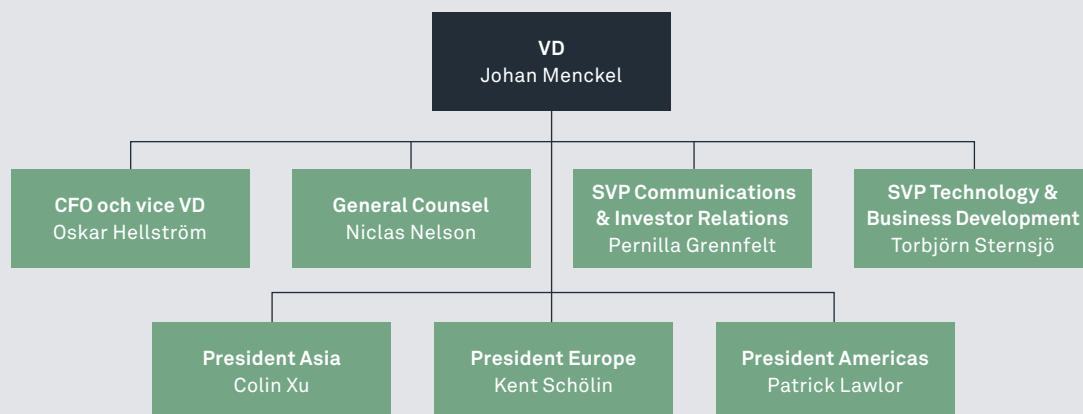 VD
Johan Menckel
CFO och vice VD
Oskar Hellström
General Counsel
Niclas Nelson
SVP Communications
& Investor Relations
Pernilla Grennfelt
SVP Technology &
Business Development
Torbjörn Sternsjö
President Asia
Colin Xu
President Europe
Kent Schölin
President Americas
Patrick Lawlor